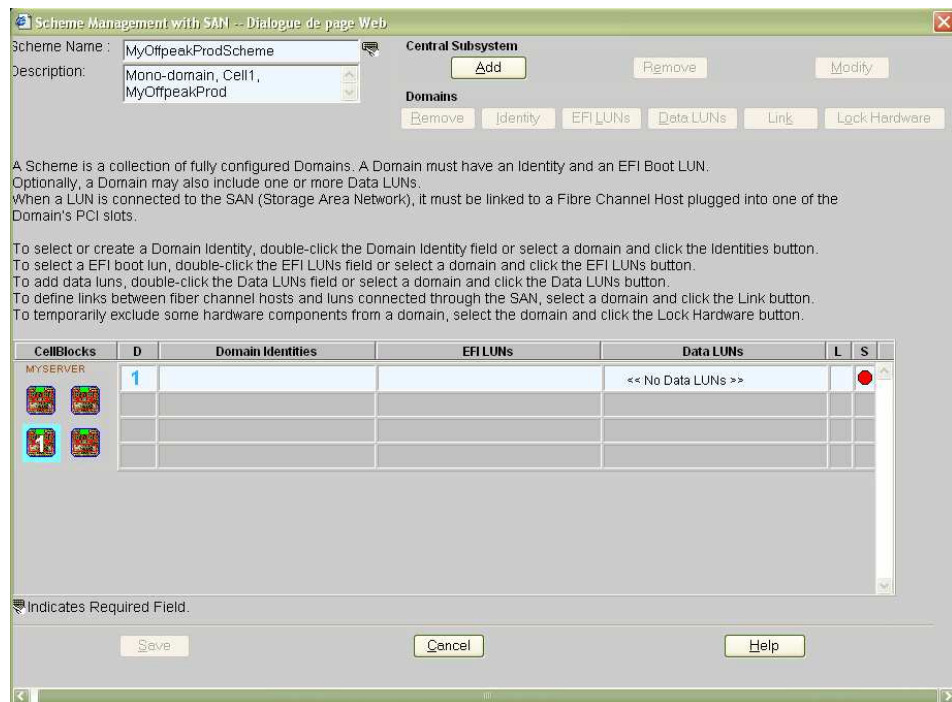 Scheme Management with SAN -- Dialogue de page Web
Scheme Name : MyOffpeakProdScheme
Description: Mono-domain, Cell1,
MyOffpeakProd
Central Subsystem
Add Remove Modify
Domains
Remove Identity EFI LUNs Data LUNs Link Lock Hardware
A Scheme is a collection of fully configured Domains. A Domain must have an Identity and an EFI Boot LUN.
Optionally, a Domain may also include one or more Data LUNs.
When a LUN is connected to the SAN (Storage Area Network), it must be linked to a Fibre Channel Host plugged into one of the
Domain's PCI slots.
To select or create a Domain Identity, double-click the Domain Identity field or select a domain and click the Identities button.
To select a EFI boot lun, double-click the EFI LUNs field or select a domain and click the EFI LUNs button.
To add data luns, double-click the Data LUNs field or select a domain and click the Data LUNs button.
To define links between fiber channel hosts and luns connected through the SAN, select a domain and click the Link button.
To temporarily exclude some hardware components from a domain, select the domain and click the Lock Hardware button.
CellBlocks D Domain Identities EFI LUNs Data LUNs L S
MYSERVER
1 << No Data LUNs >>
1
Indicates Required Field.
Save Cancel Help